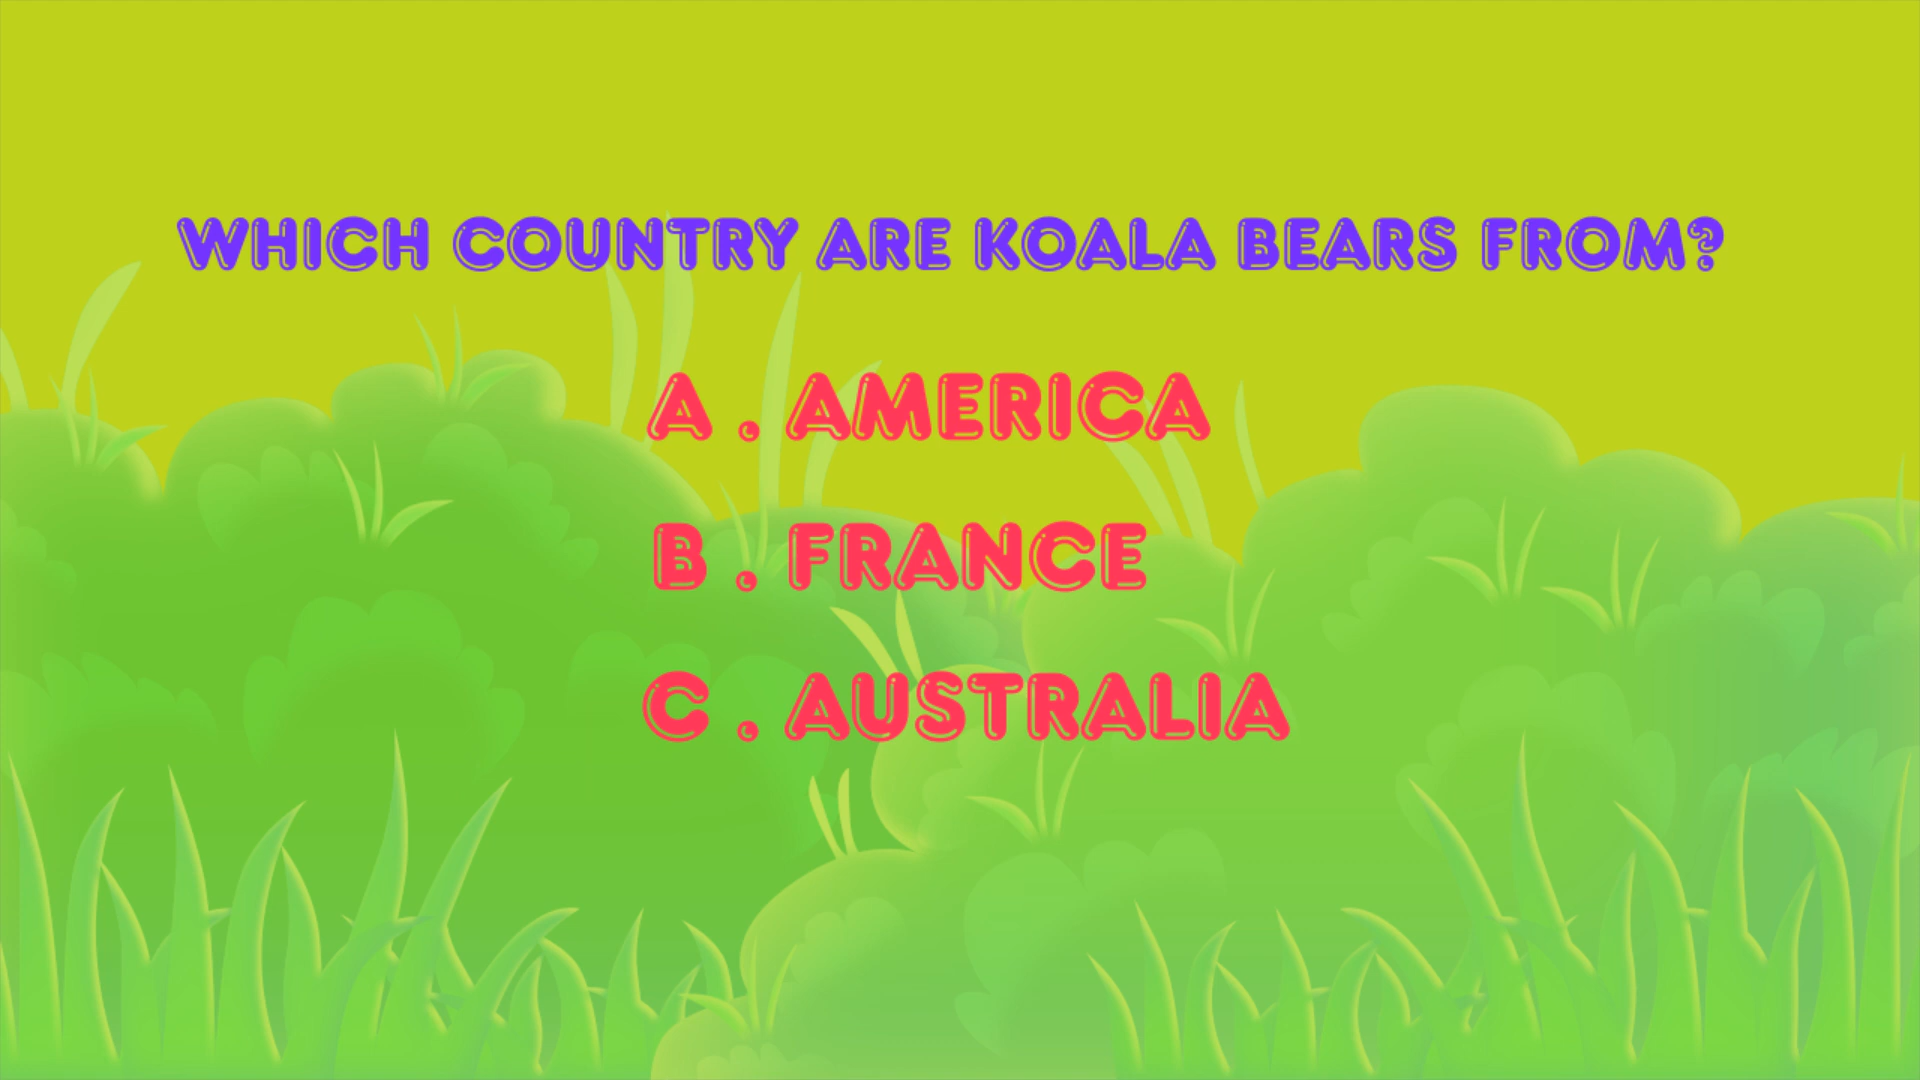 WHICH COUNTRY ARE KOALA BEARS FROM?
A . AMERICA
B . FRANCE
C . AUSTRALIA